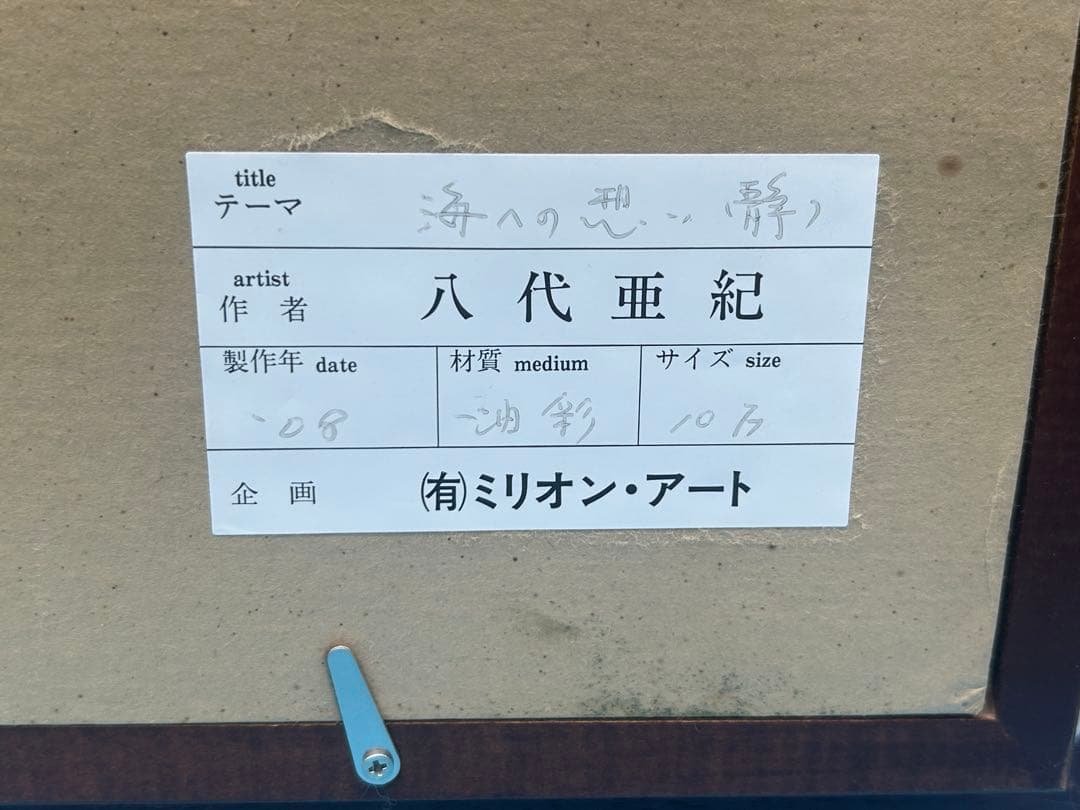 title
テーマ 海への想い(静)
artist
作者 八代亜紀
製作年 date 材質 medium サイズ size
'08 油彩 10
企画 (有)ミリオン・アート